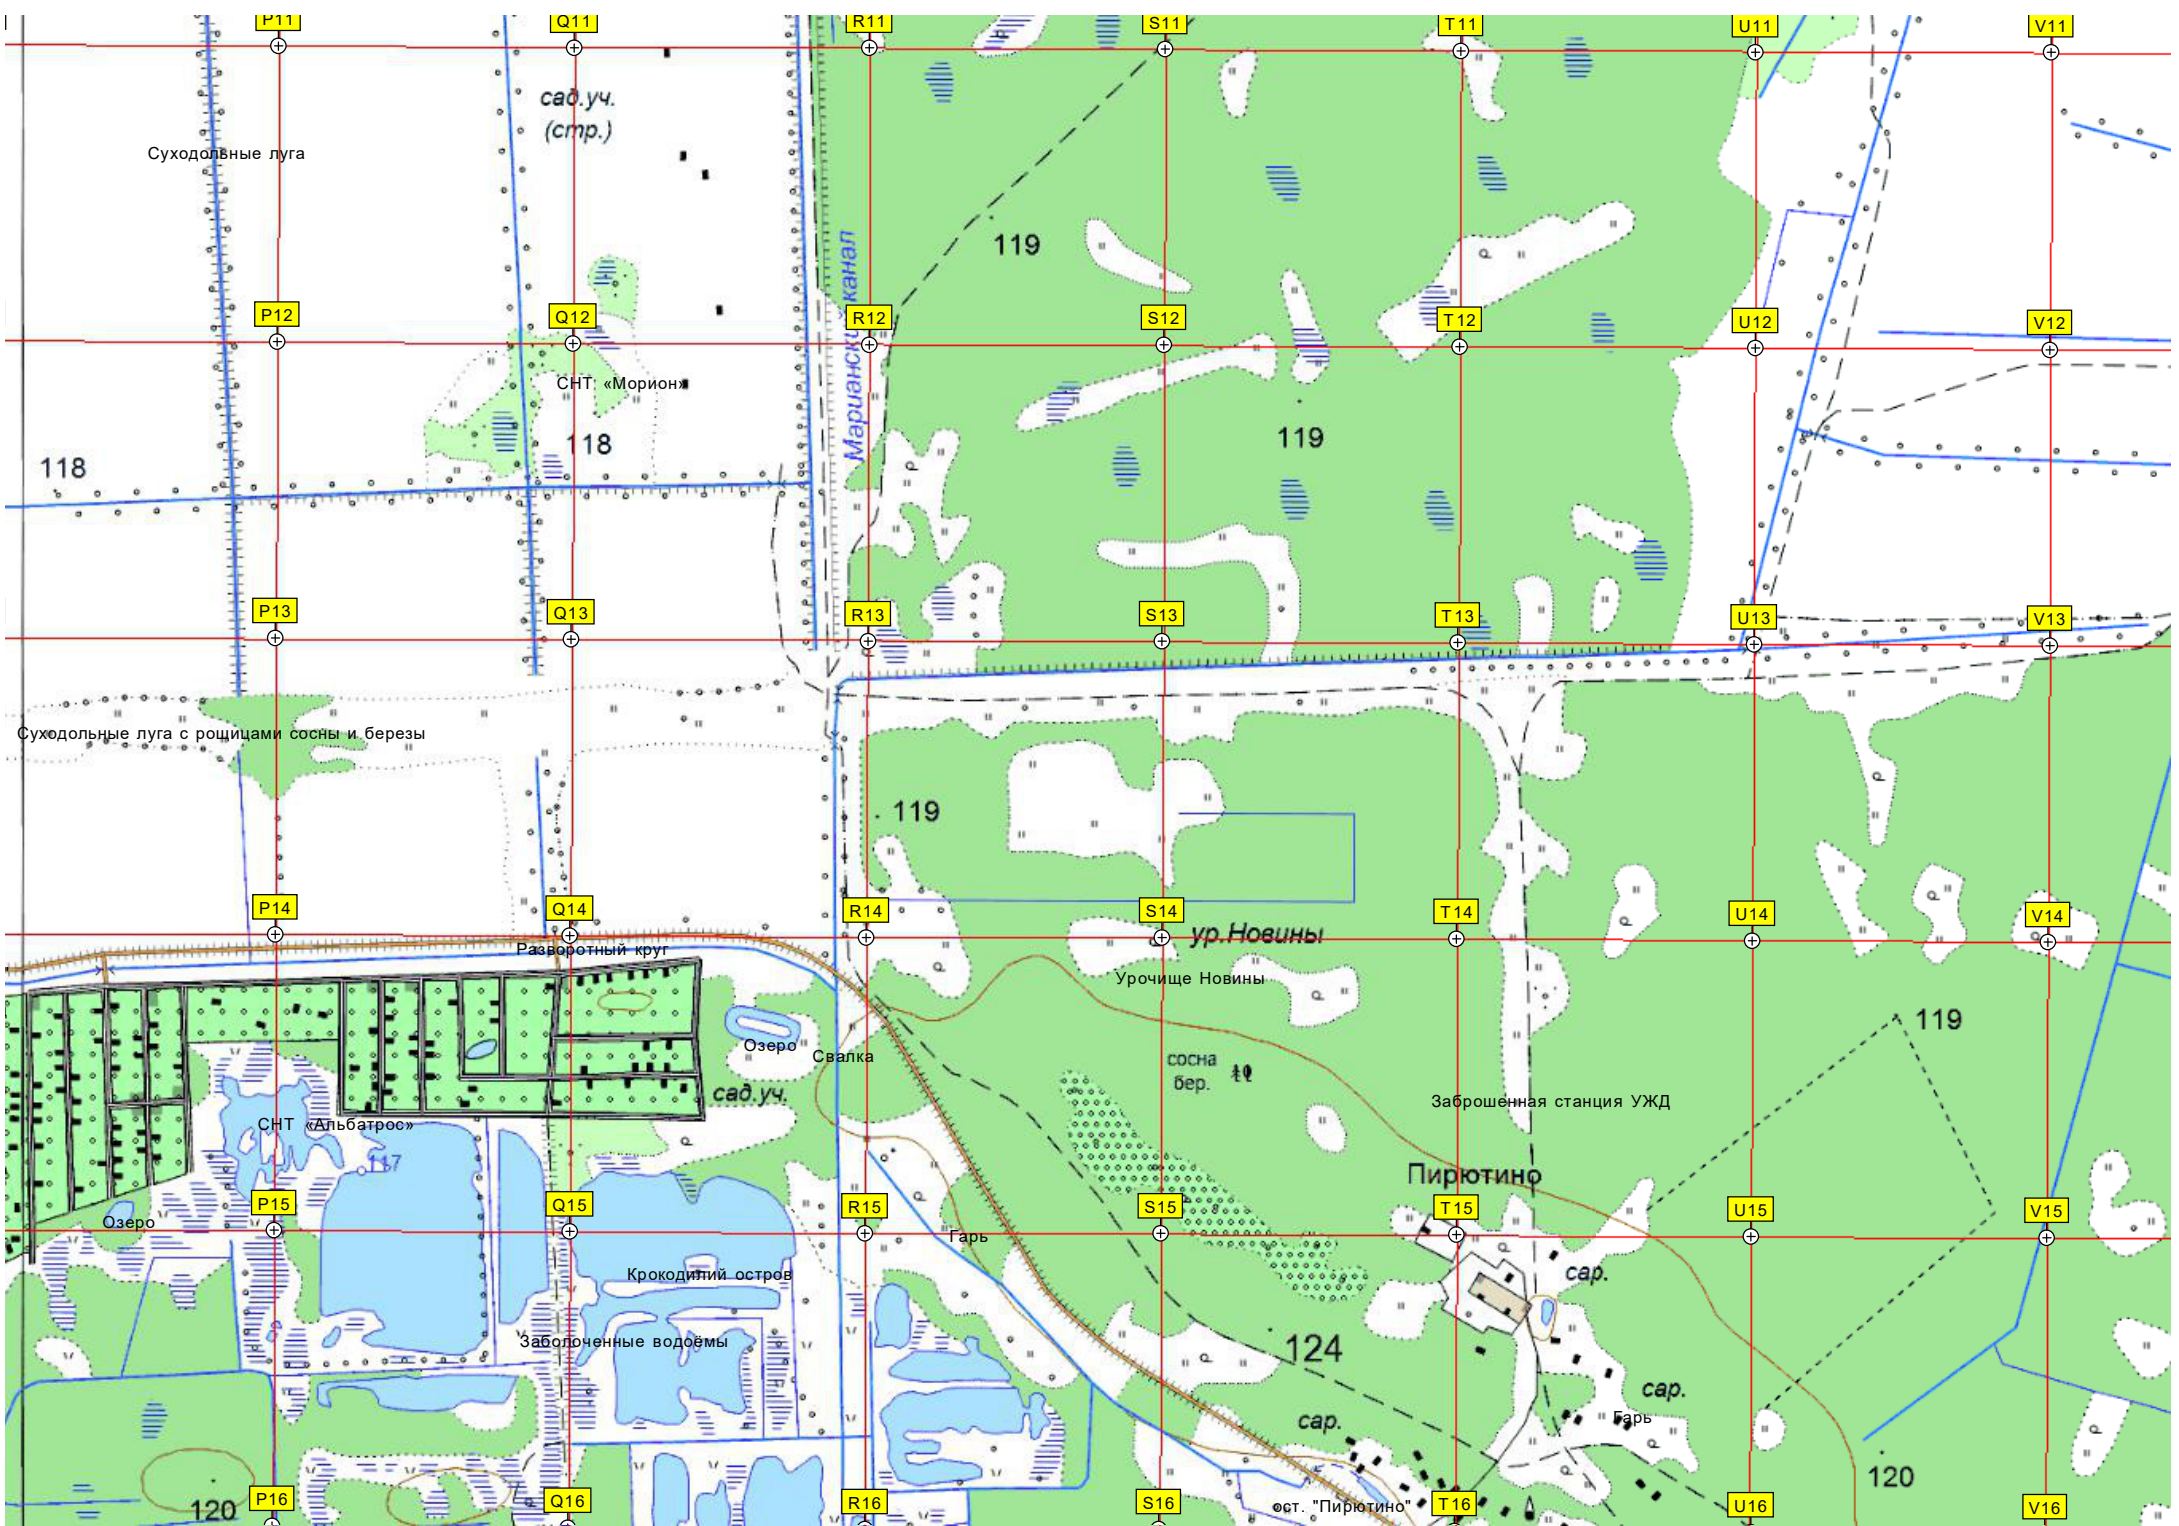 P11
Q11
R11
S11
T11
U11
V11
сад.уч.
(стр.)
Суходольные луга
119
Мариански канал
P12
Q12
R12
S12
T12
U12
V12
СНТ «Морион»
118
118
119
P13
Q13
R13
S13
T13
U13
V13
Суходольные луга с рощицами сосны и березы
119
P14
Q14
R14
S14
T14
U14
V14
ур.Новины
Разворотный круг
Урочище Новины
119
Озеро
Свалка
сосна
бер.
сад.уч.
Заброшенная станция УЖД
СНТ «Альбатрос»
117
Пирютино
P15
Q15
R15
S15
T15
U15
V15
Озеро
Гарь
Крокодилий остров
сар.
Заболоченные водоёмы
124
сар.
сар.
Гарь
120
120
P16
Q16
R16
S16
ост. "Пирютино"
T16
U16
V16